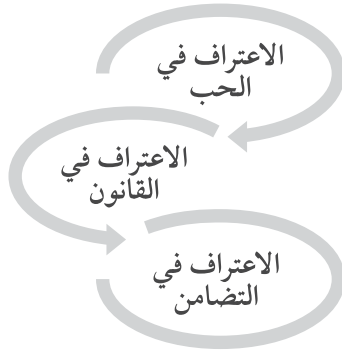 الاعتراف في
الحب
الاعتراف في
القانون
الاعتراف في
التضامن